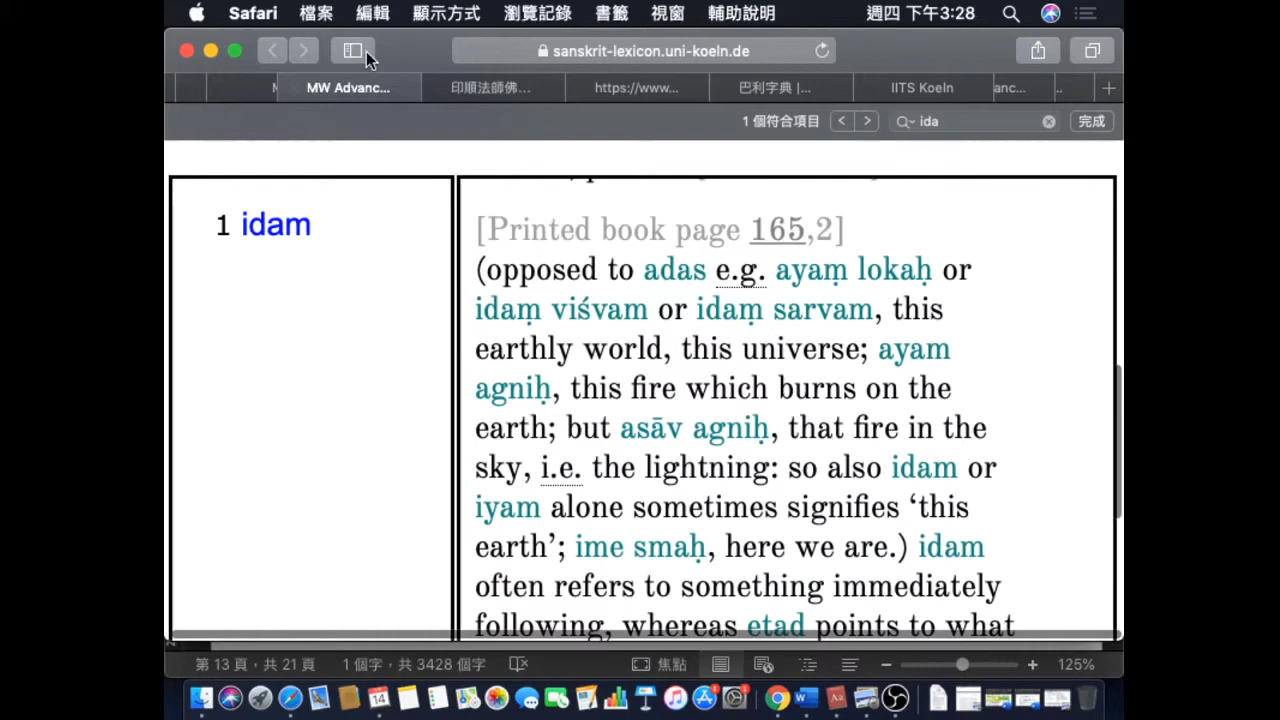 Safari 檔案 編輯 顯示方式 瀏覽記錄 書籤 視窗 輔助說明 週四 下午3:28
sanskrit-lexicon.uni-koeln.de
MW Advanc... 印順法師佛... https://www... 巴利字典 |... IITS Koeln anc... ..
1 個符合項目 ida 完成
1 idam
[Printed book page 165,2]
(opposed to adas e.g. ayaṃ lokaḥ or
idaṃ viśvam or idaṃ sarvam, this
earthly world, this universe; ayam
agniḥ, this fire which burns on the
earth; but asāv agniḥ, that fire in the
sky, i.e. the lightning: so also idam or
iyam alone sometimes signifies ‘this
earth’; ime smaḥ, here we are.) idam
often refers to something immediately
following, whereas etad points to what
第 13 頁，共 21 頁 1 個字，共 3428 個字 焦點 125%